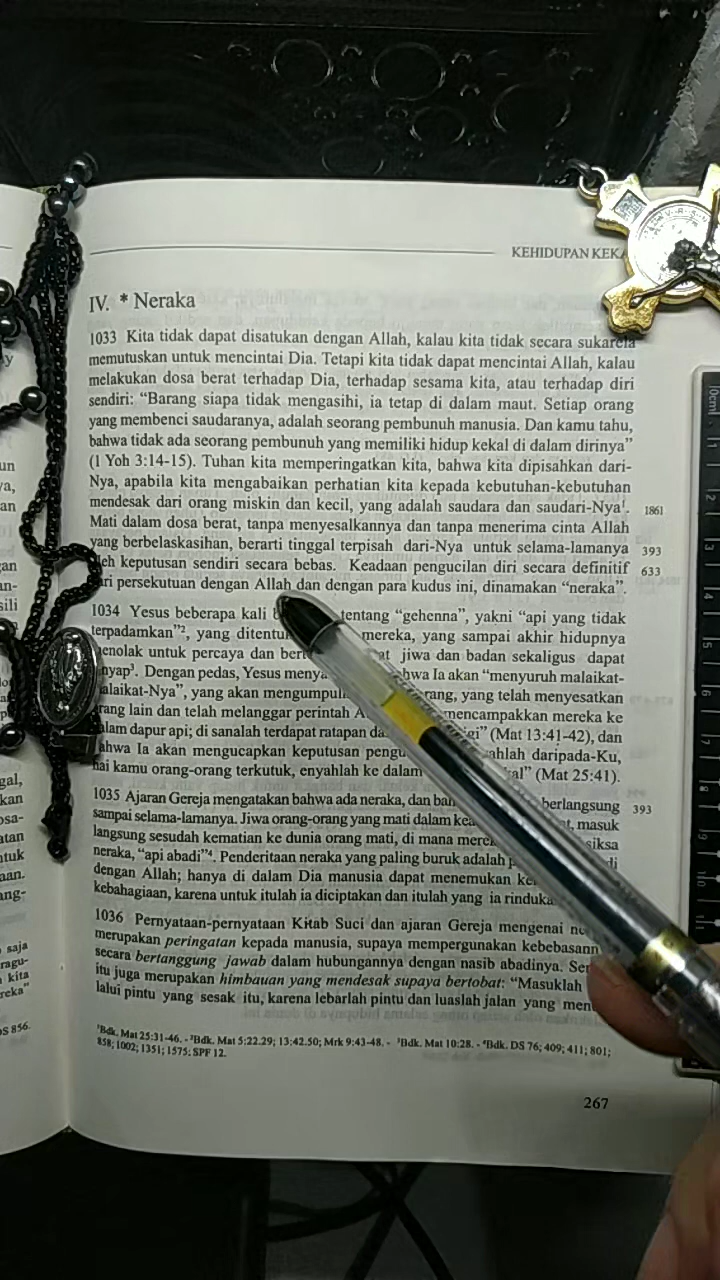 KEHIDUPAN
IV. * Neraka
1033 Kita tidak dapat disatukan dengan Allah, kalau kita tidak secara sukarela
memutuskan untuk mencintai Dia. Tetapi kita tidak dapat mencintai Allah, kalau
melakukan dosa berat terhadap Dia, terhadap sesama kita, atau terhadap diri
sendiri: “Barang siapa tidak mengasihi, ia tetap di dalam maut. Setiap orang
yang membenci saudaranya, adalah seorang pembunuh manusia. Dan kamu tahu,
bahwa tidak ada seorang pembunuh yang memiliki hidup kekal di dalam dirinya”
(1 Yoh 3:14-15). Tuhan kita memperingatkan kita, bahwa kita dipisahkan dari-
Nya, apabila kita mengabaikan perhatian kita kepada kebutuhan-kebutuhan
mendesak dari orang miskin dan kecil, yang adalah saudara dan saudari-Nya¹. 1861
Mati dalam dosa berat, tanpa menyesalkannya dan tanpa menerima cinta Allah
yang berbelaskasihan, berarti tinggal terpisah dari-Nya untuk selama-lamanya 393
keputusan sendiri secara bebas. Keadaan pengucilan diri secara definitif 633
persekutuan dengan Allah dan dengan para kudus ini, dinamakan “neraka”.
1034 Yesus beberapa kali tentang “gehenna”, yakni “api yang tidak
terpadamkan”², yang mereka, yang sampai akhir hidupnya
menolak untuk percaya dan jiwa dan badan sekaligus dapat
Dengan pedas, Yesus Ia akan “menyuruh malaikat-
malaikat-Nya”, yang akan orang, yang telah menyesatkan
orang lain dan telah melanggar perintah mencampakkan mereka ke
dalam dapur api; di sanalah terdapat ratapan (Mat 13:41-42), dan
bahwa Ia akan mengucapkan keputusan daripada-Ku,
hai kamu orang-orang terkutuk, enyahlah ke dalam (Mat 25:41).
1035 Ajaran Gereja mengatakan bahwa ada neraka, dan berlangsung 393
sampai selama-lamanya. Jiwa orang-orang yang mati dalam masuk
langsung sesudah kematian ke dunia orang mati, di mana siksa
neraka, “api abadi”⁴. Penderitaan neraka yang paling buruk adalah
dengan Allah; hanya di dalam Dia manusia dapat menemukan
kebahagiaan, karena untuk itulah ia diciptakan dan itulah yang ia
1036 Pernyataan-pernyataan Kitab Suci dan ajaran Gereja mengenai
merupakan peringatan kepada manusia, supaya mempergunakan
secara bertanggung jawab dalam hubungannya dengan nasib abadinya.
itu juga merupakan himbauan yang mendesak supaya bertobat: “Masuklah
lalui pintu yang sesak itu, karena lebarlah pintu dan luaslah jalan yang
¹Bdk. Mat 25:31-46. - ²Bdk. Mat 5:22.29; 13:42.50; Mrk 9:43-48. - ³Bdk. Mat 10:28. - ⁴Bdk. DS 76; 409; 411; 801;
858; 1002; 1351; 1575; SPF 12.
267